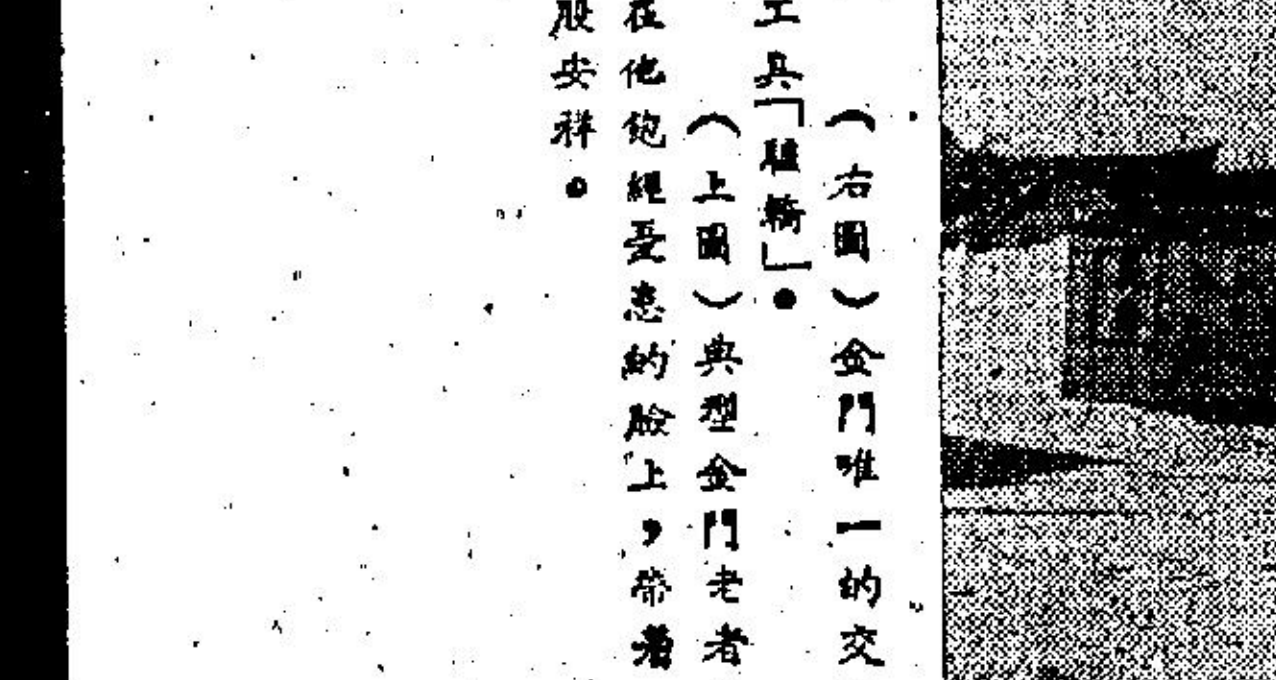 （右圖）金門唯一的交
工具「驢轎」。
（上圖）典型金門老者
在他飽經憂患的臉上，帶着
股安祥。